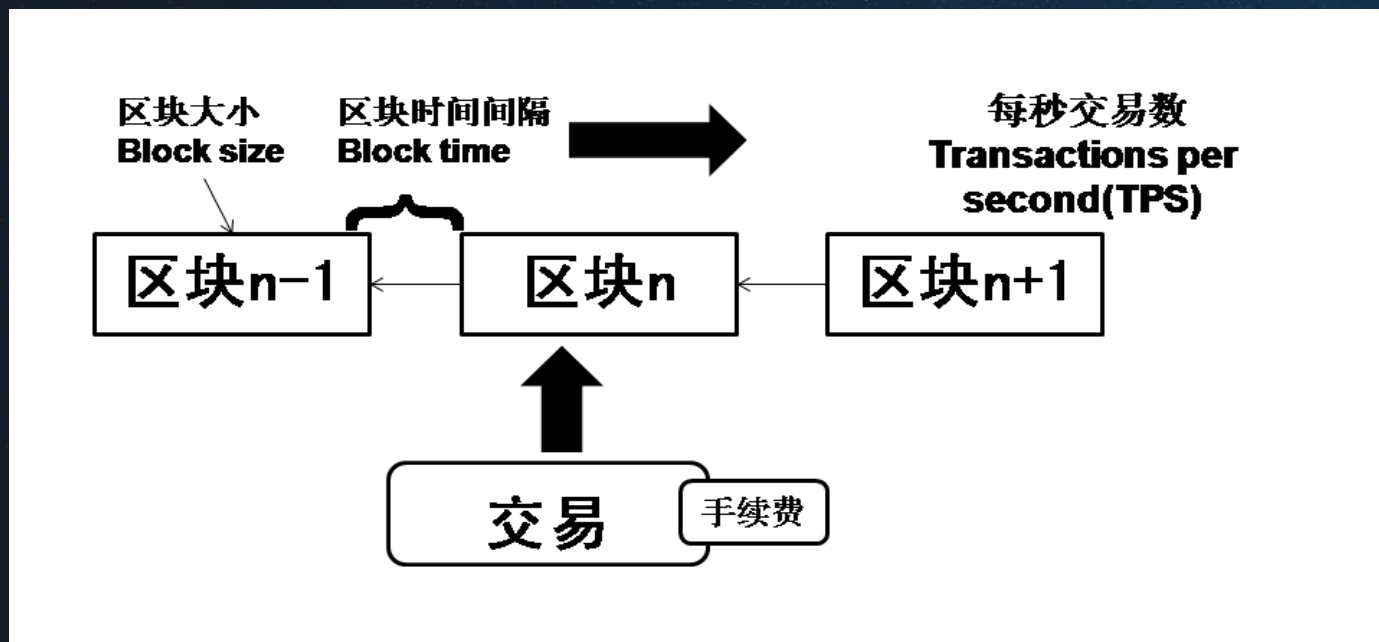 区块大小
Block size
区块时间间隔
Block time
每秒交易数
Transactions per
second(TPS)
区块n-1
区块n
区块n+1
交易
手续费